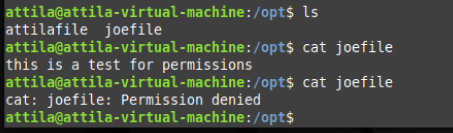 attila@attila-virtual-machine:/opt$ ls
attilafile  joefile
attila@attila-virtual-machine:/opt$ cat joefile
this is a test for permissions
attila@attila-virtual-machine:/opt$ cat joefile
cat: joefile: Permission denied
attila@attila-virtual-machine:/opt$